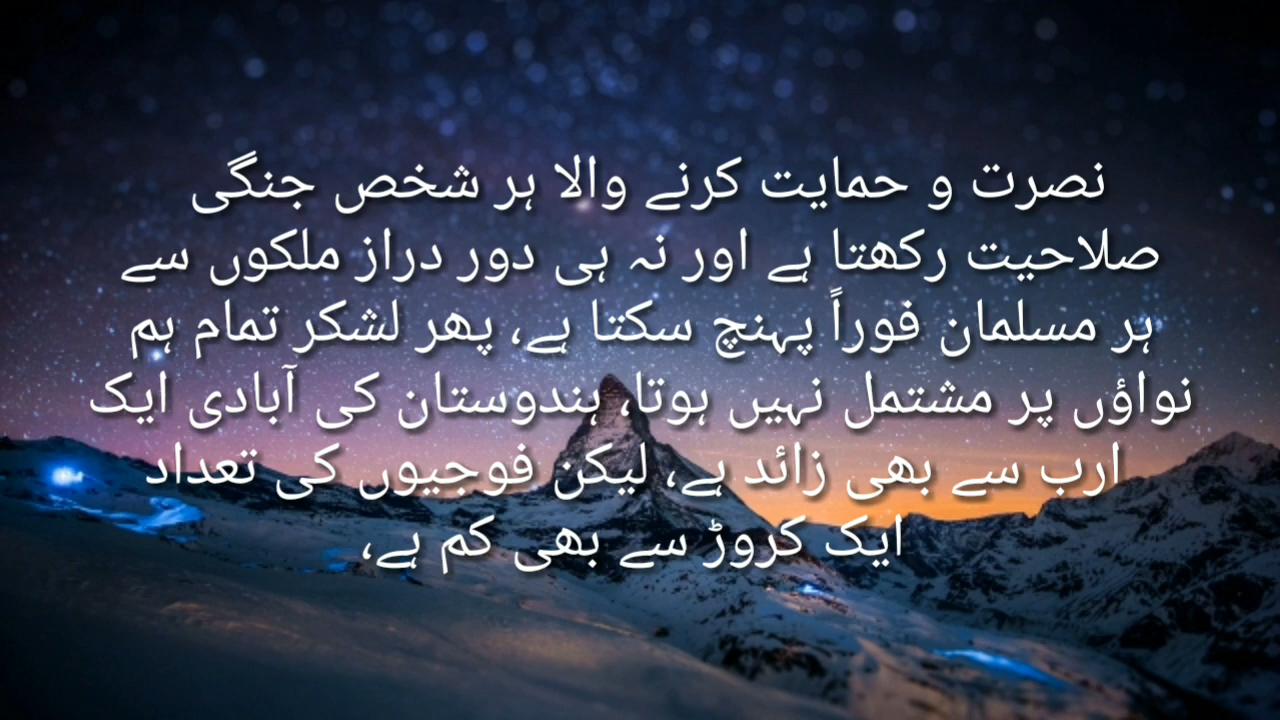 نصرت و حمایت کرنے والا ہر شخص جنگی
صلاحیت رکھتا ہے اور نہ ہی دور دراز ملکوں سے
ہر مسلمان فوراً پہنچ سکتا ہے، پھر لشکر تمام ہم
نواؤں پر مشتمل نہیں ہوتا، ہندوستان کی آبادی ایک
ارب سے بھی زائد ہے، لیکن فوجیوں کی تعداد
ایک کروڑ سے بھی کم ہے،